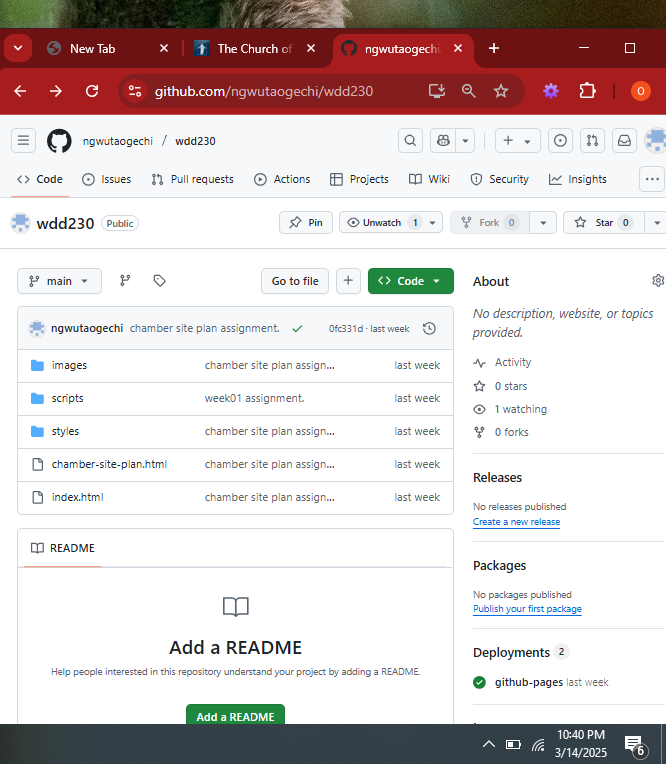 New Tab
The Church of
ngwutaogechi
github.com/ngwutaogechi/wdd230
O
ngwutaogechi / wdd230
Code
Issues
Pull requests
Actions
Projects
Wiki
Security
Insights
wdd230 Public
Pin
Unwatch 1
Fork 0
Star 0
main
Go to file
Code
ngwutaogechi chamber site plan assignment. 0fc331d · last week
images chamber site plan assign... last week
scripts week01 assignment. last week
styles chamber site plan assign... last week
chamber-site-plan.html chamber site plan assign... last week
index.html chamber site plan assign... last week
README
Add a README
Help people interested in this repository understand your project by adding a README.
Add a README
About
No description, website, or topics
provided.
Activity
0 stars
1 watching
0 forks
Releases
No releases published
Create a new release
Packages
No packages published
Publish your first package
Deployments 2
github-pages last week
10:40 PM
3/14/2025
6